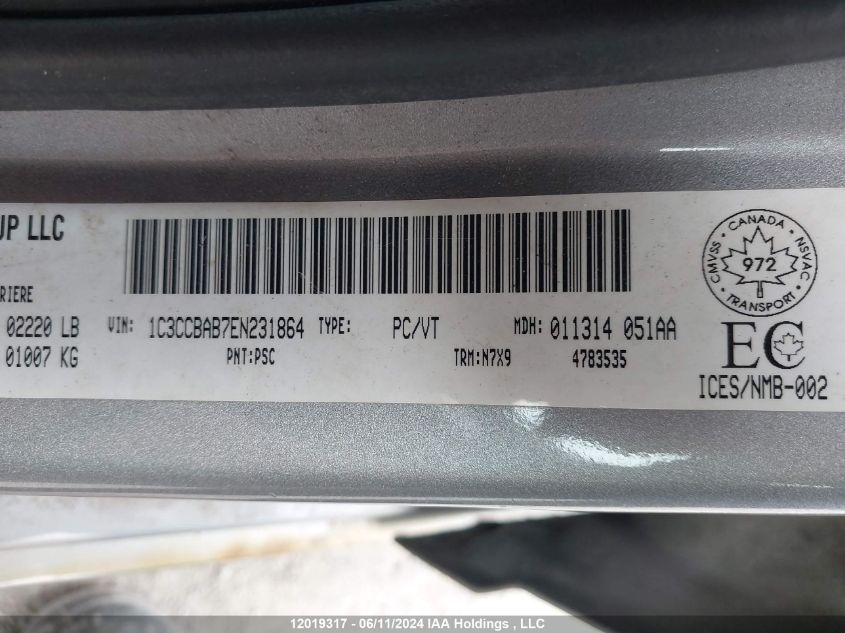 UP LLC
RIERE
02220 LB
01007 KG
VIN: 1C3CCBAB7EN231864 TYPE: PC/VT MDH: 011314 051AA
PNT:PSC TRM:N7X9 4783535
CANADA
CMVSS NSVAC
972
TRANSPORT
EC
ICES/NMB-002
12019317 - 06/11/2024 IAA Holdings , LLC